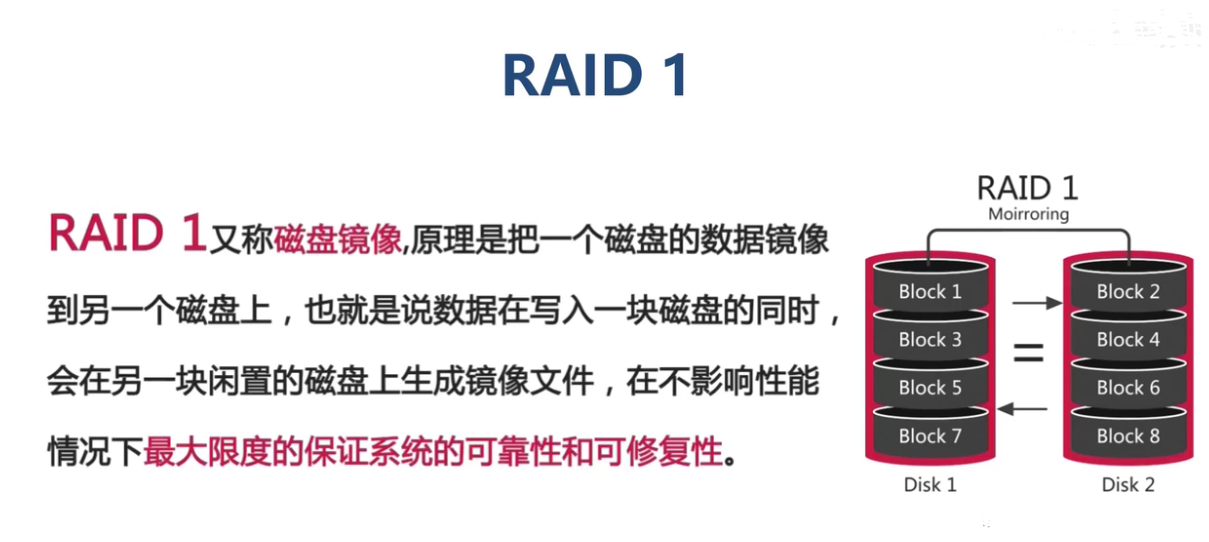 RAID 1
RAID 1又称磁盘镜像,原理是把一个磁盘的数据镜像
到另一个磁盘上，也就是说数据在写入一块磁盘的同时，
会在另一块闲置的磁盘上生成镜像文件，在不影响性能
情况下最大限度的保证系统的可靠性和可修复性。
RAID 1
Moirroring
Block 1
Block 2
Block 3
Block 4
=
Block 5
Block 6
Block 7
Block 8
Disk 1
Disk 2